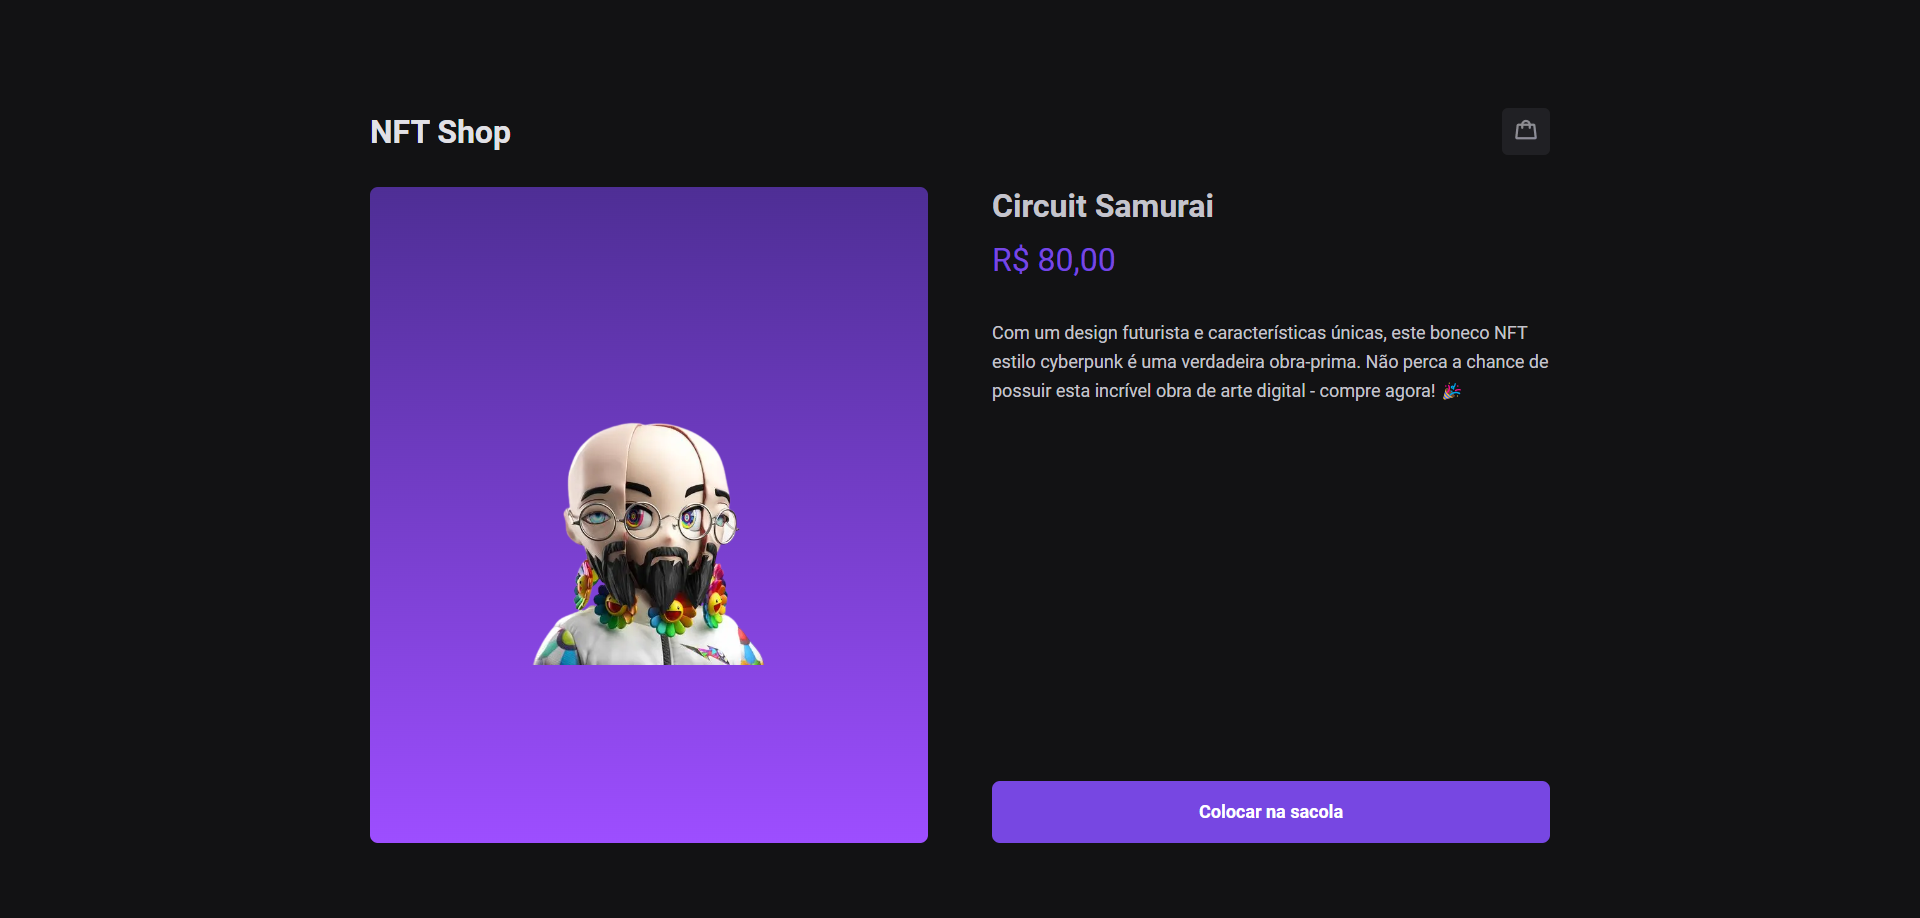 NFT Shop
Circuit Samurai
R$ 80,00
Com um design futurista e características únicas, este boneco NFT
estilo cyberpunk é uma verdadeira obra-prima. Não perca a chance de
possuir esta incrível obra de arte digital - compre agora! 🎉
Colocar na sacola